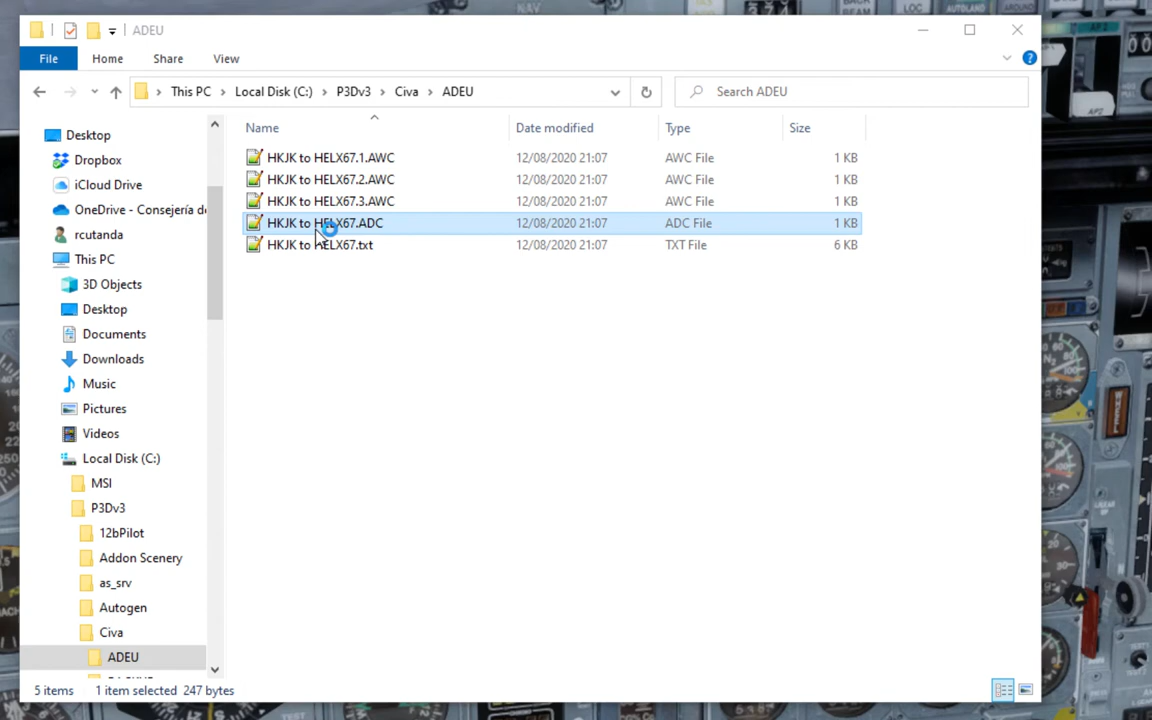 NAV
BEAM
LOC
AUTOLAND
AROUND
ADEU
File
Home
Share
View
This PC
Local Disk (C:)
P3Dv3
Civa
ADEU
Search ADEU
Name
Date modified
Type
Size
HKJK to HELX67.1.AWC 12/08/2020 21:07 AWC File 1 KB
HKJK to HELX67.2.AWC 12/08/2020 21:07 AWC File 1 KB
HKJK to HELX67.3.AWC 12/08/2020 21:07 AWC File 1 KB
HKJK to HELX67.ADC 12/08/2020 21:07 ADC File 1 KB
HKJK to HELX67.txt 12/08/2020 21:07 TXT File 6 KB
Desktop
Dropbox
iCloud Drive
OneDrive - Consejería de
rcutanda
This PC
3D Objects
Desktop
Documents
Downloads
Music
Pictures
Videos
Local Disk (C:)
MSI
P3Dv3
12bPilot
Addon Scenery
as_srv
Autogen
Civa
ADEU
5 items 1 item selected 247 bytes
AP2